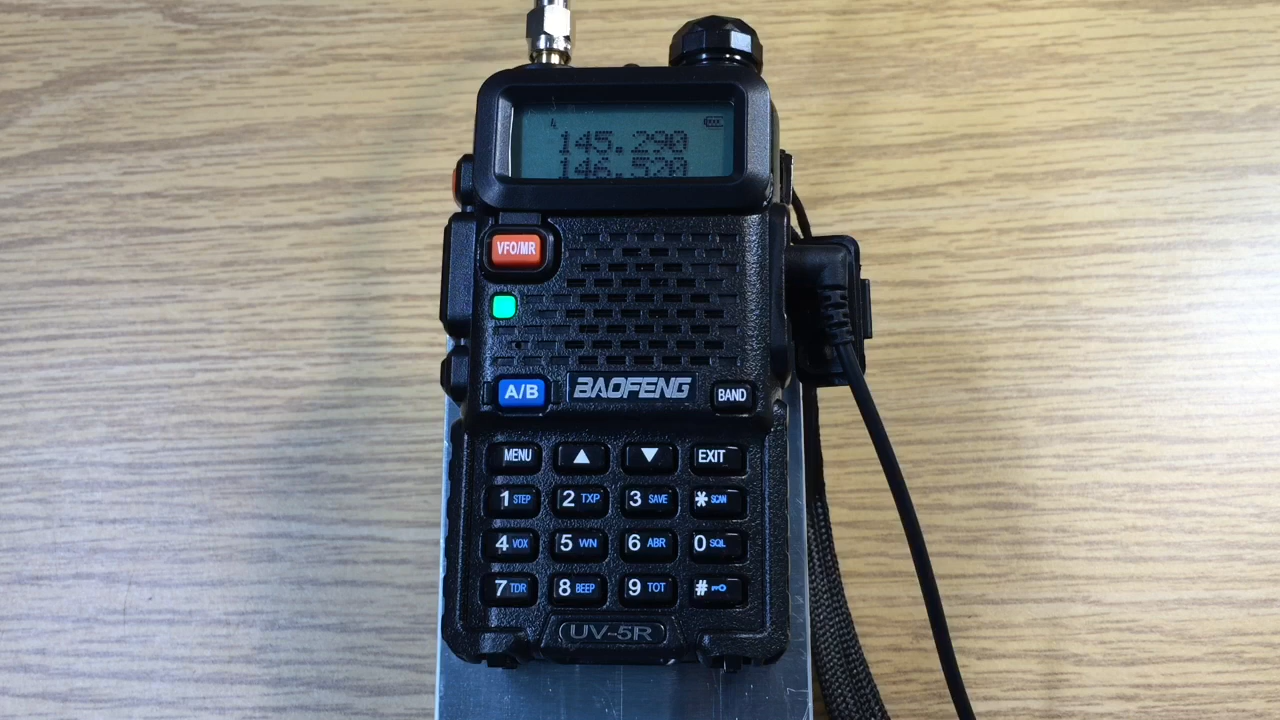 145.290
146.520
VFO/MR
A/B
BAOFENG
BAND
MENU ▲ ▼ EXIT
1 STEP 2 TXP 3 SAVE * SCAN
4 VOX 5 WN 6 ABR 0 SQL
7 TDR 8 BEEP 9 TOT #
UV-5R